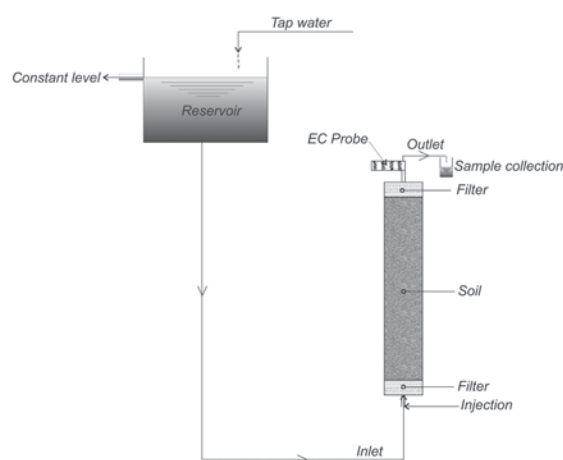 Tap water
Constant level
Reservoir
EC Probe
Outlet
Sample collection
Filter
Soil
Filter
Injection
Inlet